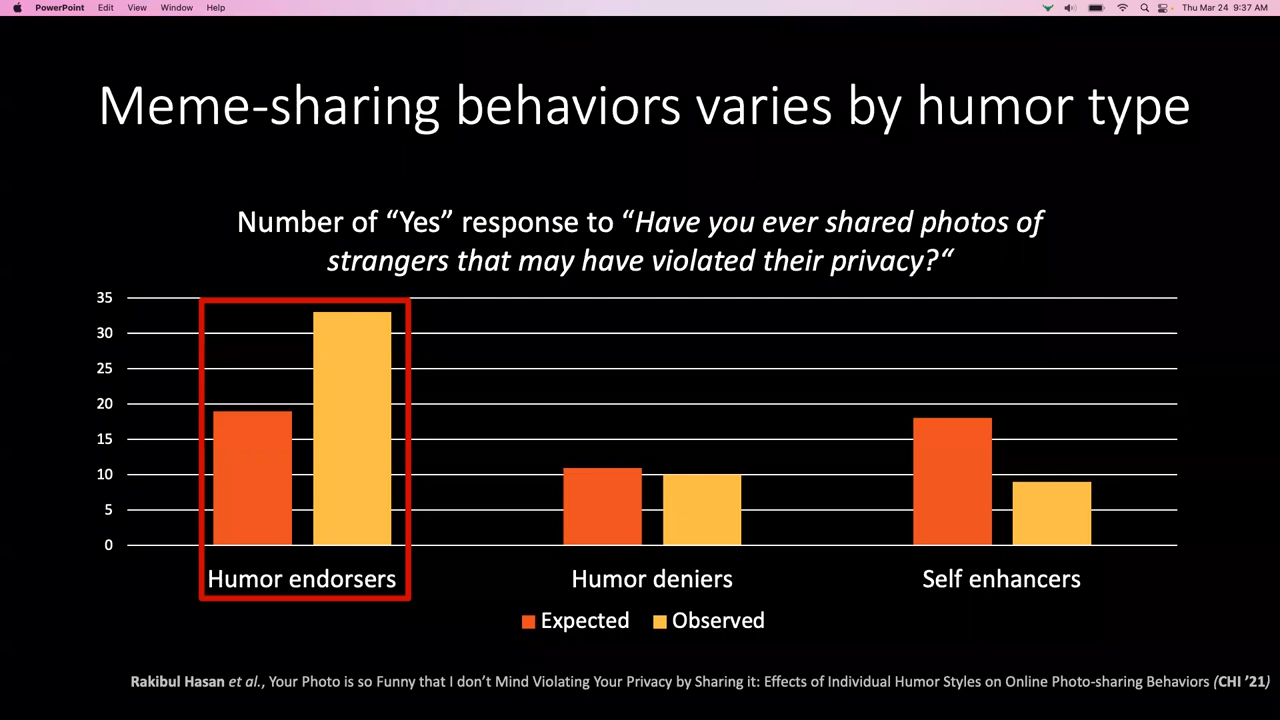 PowerPoint Edit View Window Help Thu Mar 24 9:37 AM
Meme-sharing behaviors varies by humor type
Number of “Yes” response to “Have you ever shared photos of
strangers that may have violated their privacy?“
35
30
25
20
15
10
5
0
Humor endorsers Humor deniers Self enhancers
Expected Observed
Rakibul Hasan et al., Your Photo is so Funny that I don’t Mind Violating Your Privacy by Sharing it: Effects of Individual Humor Styles on Online Photo-sharing Behaviors (CHI ’21)